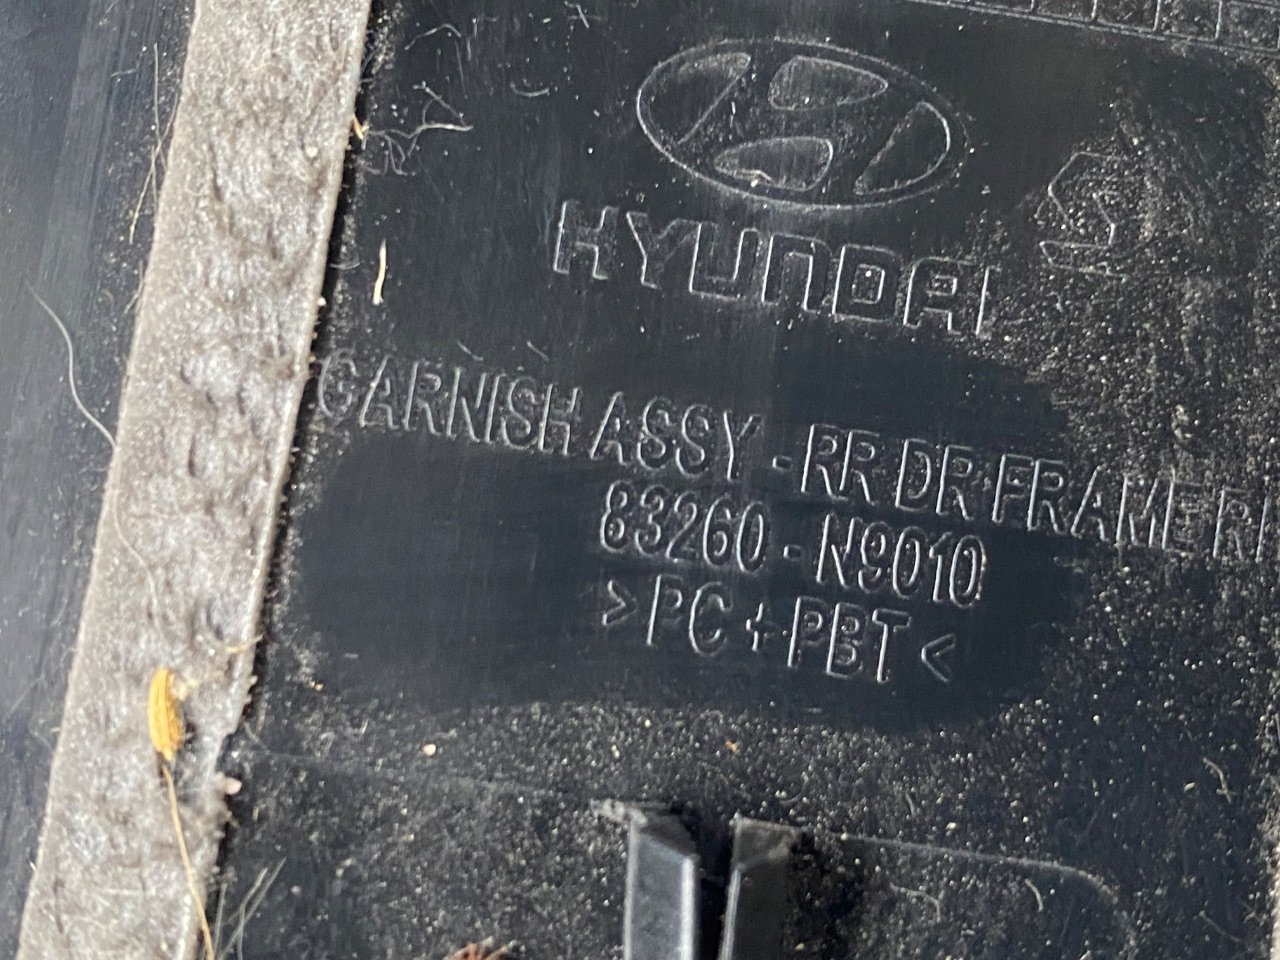 HYUNDAI
S
GARNISH ASSY - RR DR FRAME R
83260 - N9010
>PC + PBT<